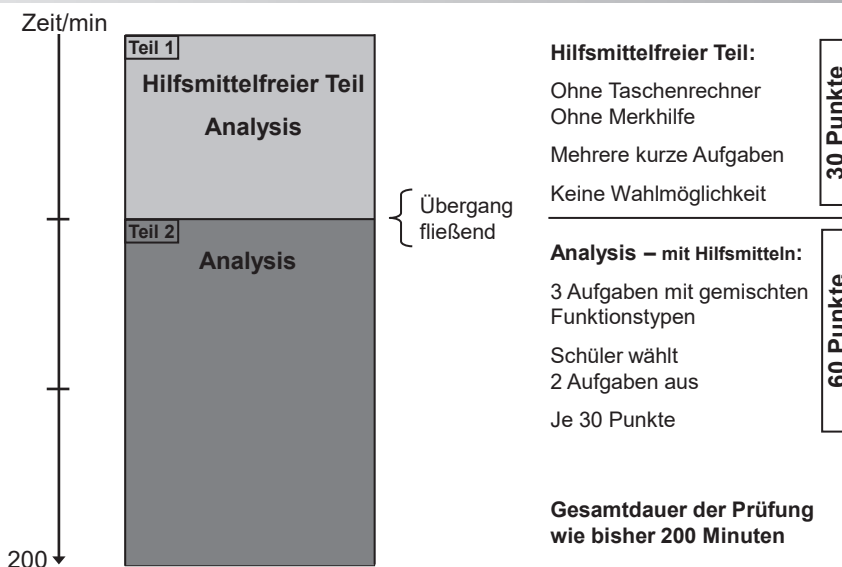 Zeit/min
Teil 1
Hilfsmittelfreier Teil
Analysis
Teil 2
Analysis
200
Übergang
fließend
Hilfsmittelfreier Teil:
Ohne Taschenrechner
Ohne Merkhilfe
Mehrere kurze Aufgaben
Keine Wahlmöglichkeit
30 Punkte
Analysis – mit Hilfsmitteln:
3 Aufgaben mit gemischten
Funktionstypen
Schüler wählt
2 Aufgaben aus
Je 30 Punkte
60 Punkte
Gesamtdauer der Prüfung
wie bisher 200 Minuten